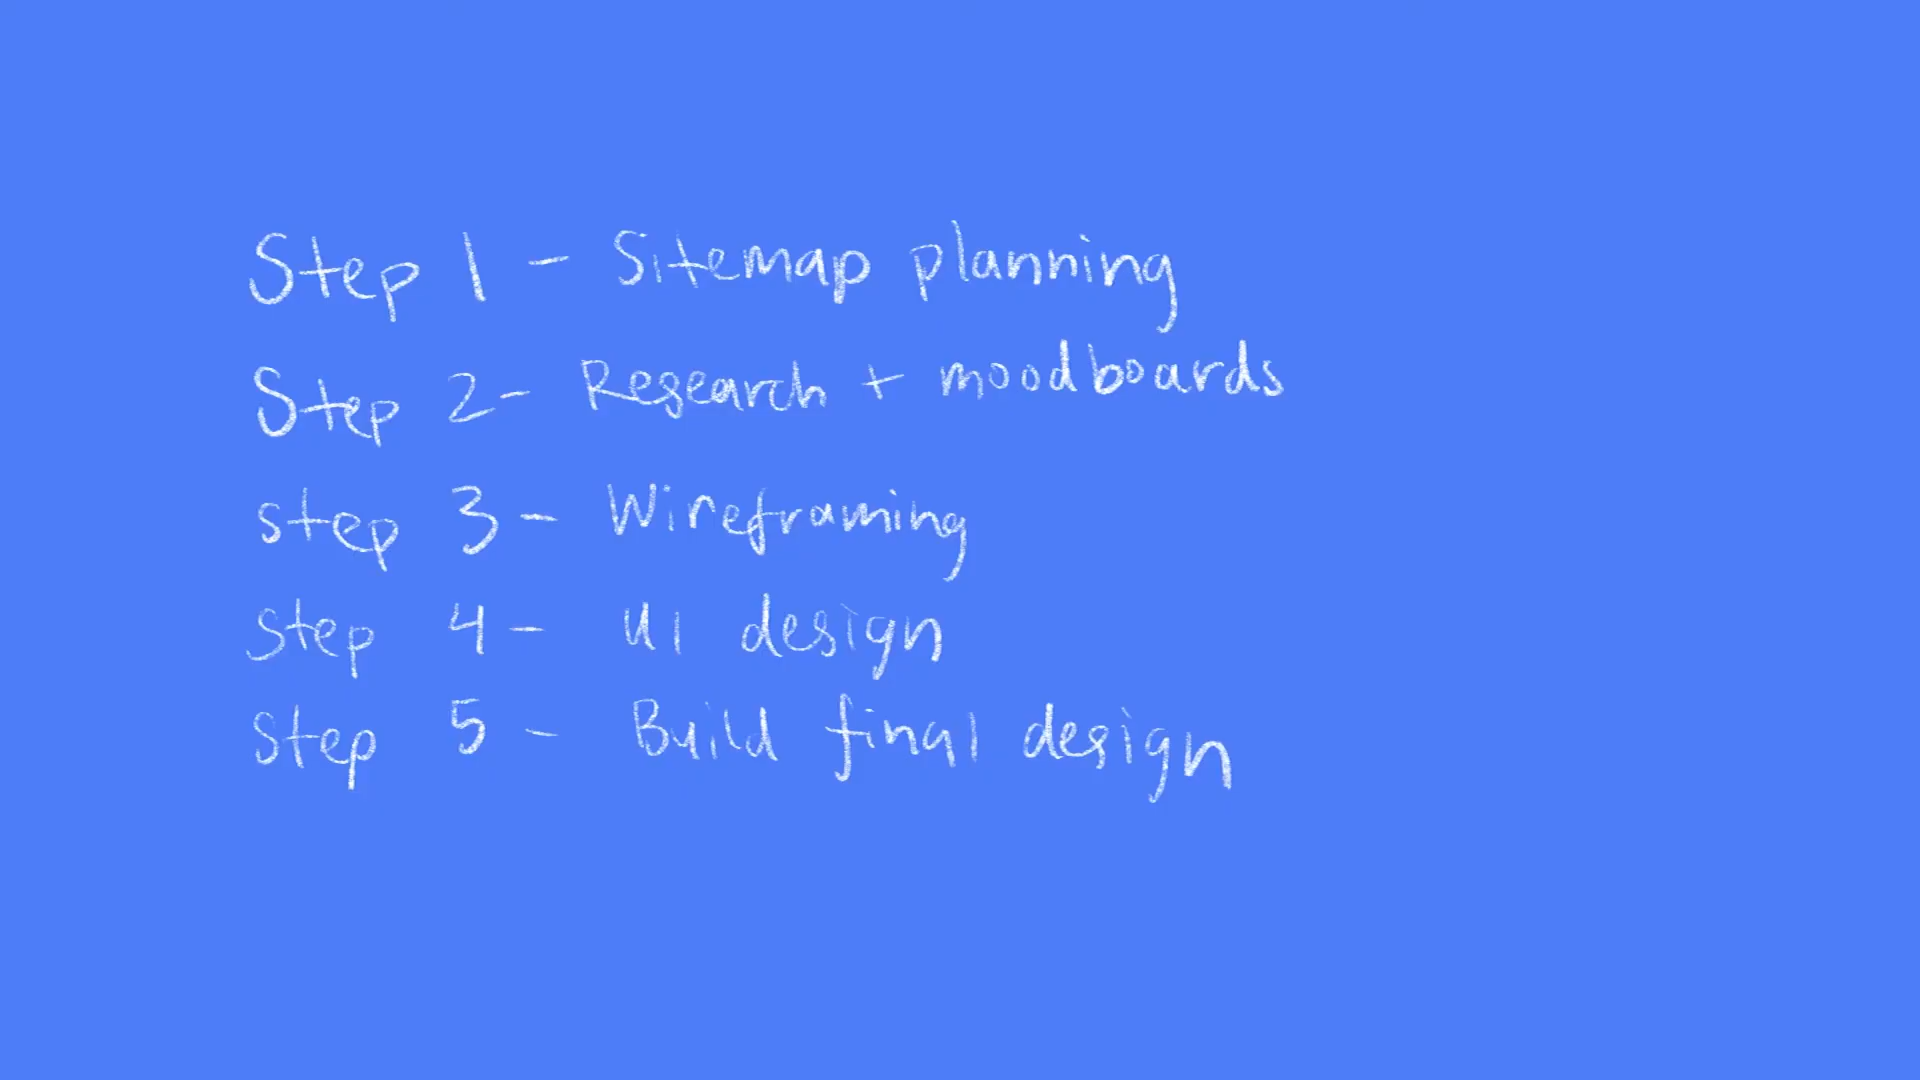 Step 1 - Sitemap planning
Step 2 - Research + moodboards
step 3 - Wireframing
step 4 - UI design
step 5 - Build final design